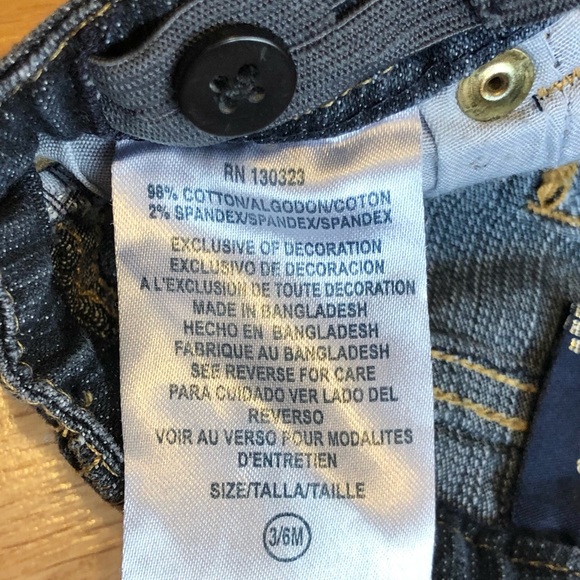 RN 130323
98% COTTON/ALGODON/COTON
2% SPANDEX/SPANDEX/SPANDEX
EXCLUSIVE OF DECORATION
EXCLUSIVO DE DECORACION
A L'EXCLUSION DE TOUTE DECORATION
MADE IN BANGLADESH
HECHO EN BANGLADESH
FABRIQUE AU BANGLADESH
SEE REVERSE FOR CARE
PARA CUIDADO VER LADO DEL
REVERSO
VOIR AU VERSO POUR MODALITES
D'ENTRETIEN
SIZE/TALLA/TAILLE
3/6M